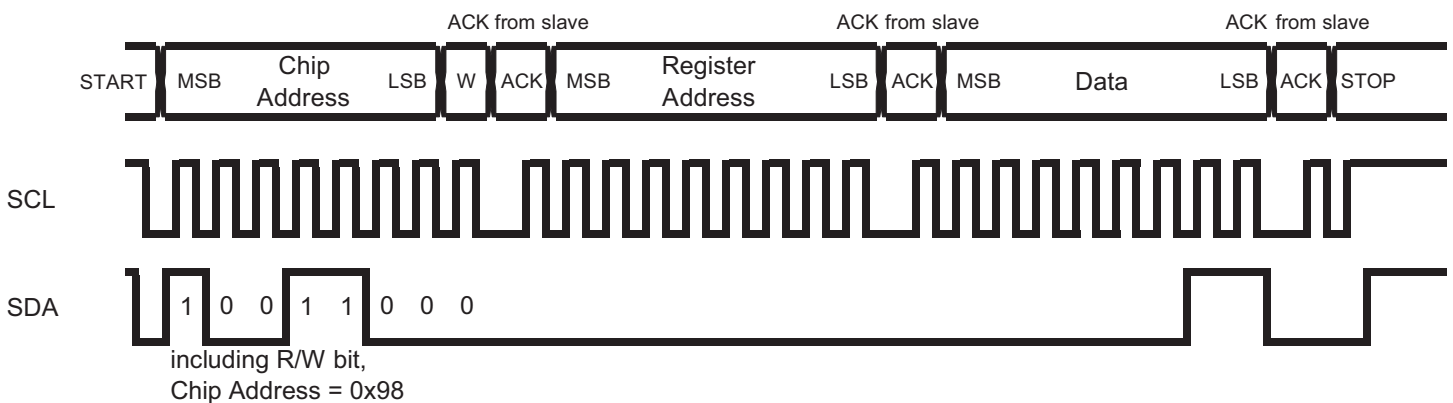 ACK from slave ACK from slave ACK from slave
START MSB Chip Address LSB W ACK MSB Register Address LSB ACK MSB Data LSB ACK STOP
SCL
SDA 1 0 0 1 1 0 0 0
including R/W bit,
Chip Address = 0x98